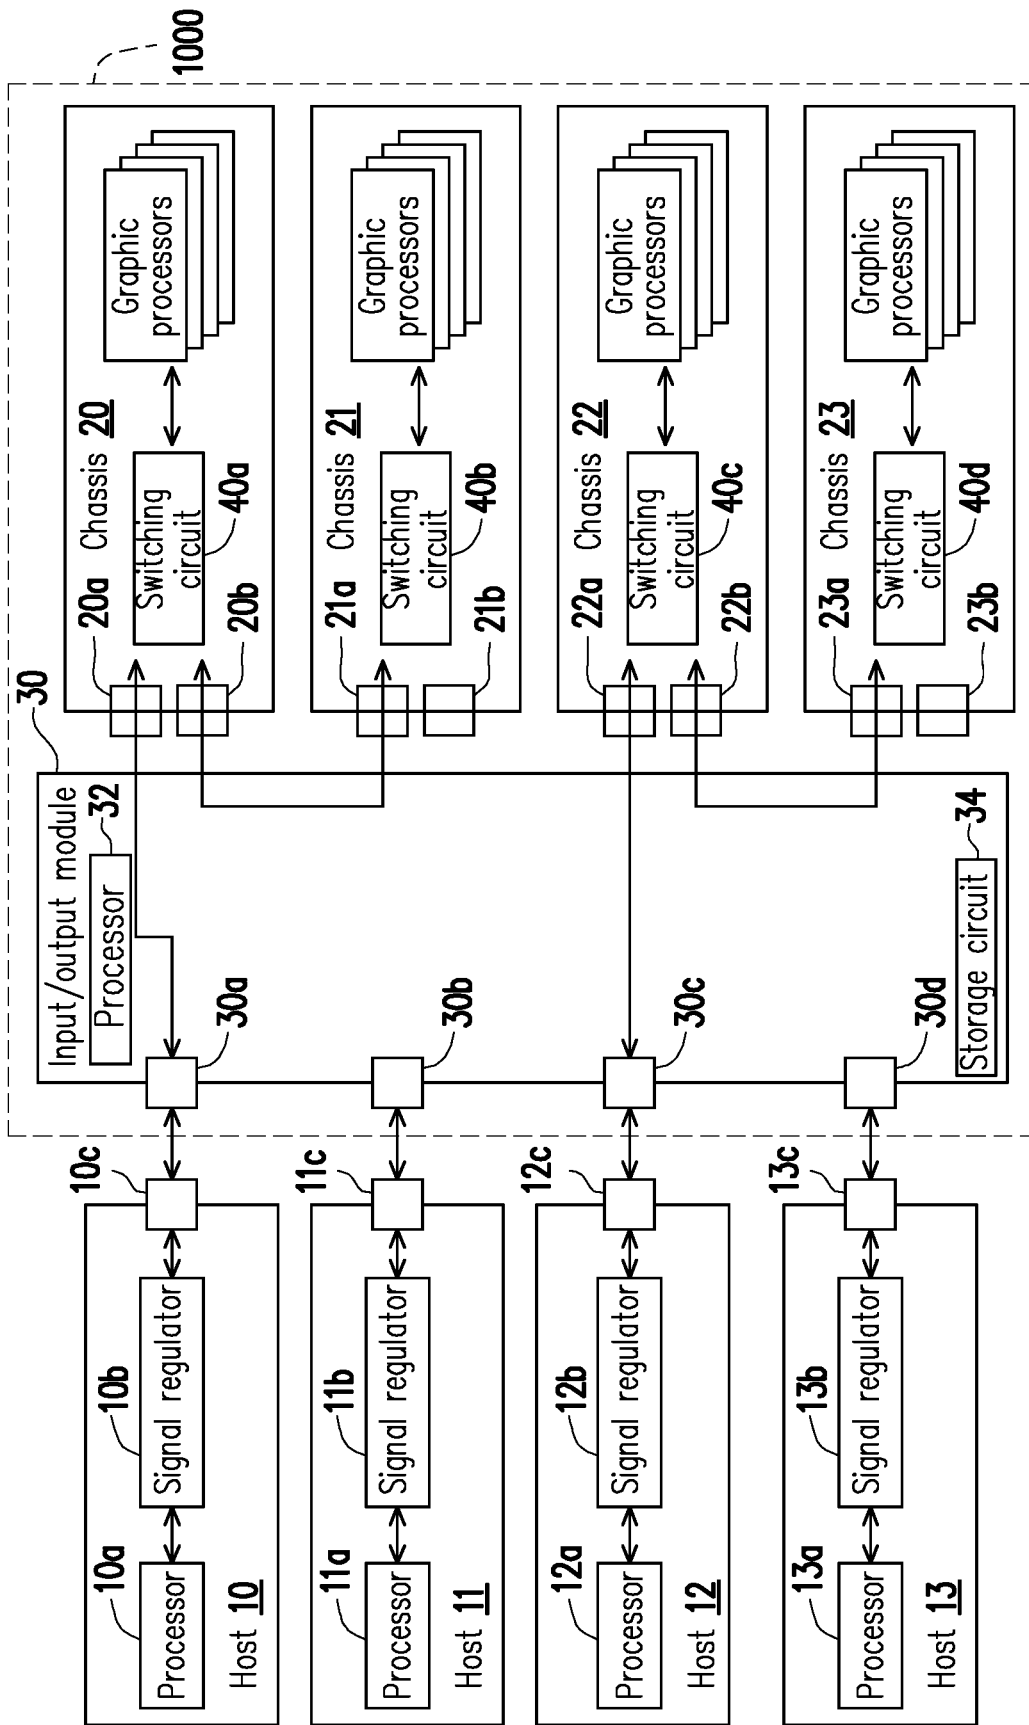 1000
30
Input/output module
Processor
32
30a
30b
30c
30d
34
Storage circuit
10a
10b
10c
Processor
Signal regulator
Host 10
11a
11b
11c
Processor
Signal regulator
Host 11
12a
12b
12c
Processor
Signal regulator
Host 12
13a
13b
13c
Processor
Signal regulator
Host 13
20a
Chassis 20
Switching
circuit
Graphic
processors
20b
40a
21a
Chassis 21
Switching
circuit
Graphic
processors
21b
40b
22a
Chassis 22
Switching
circuit
Graphic
processors
22b
40c
23a
Chassis 23
Switching
circuit
Graphic
processors
23b
40d